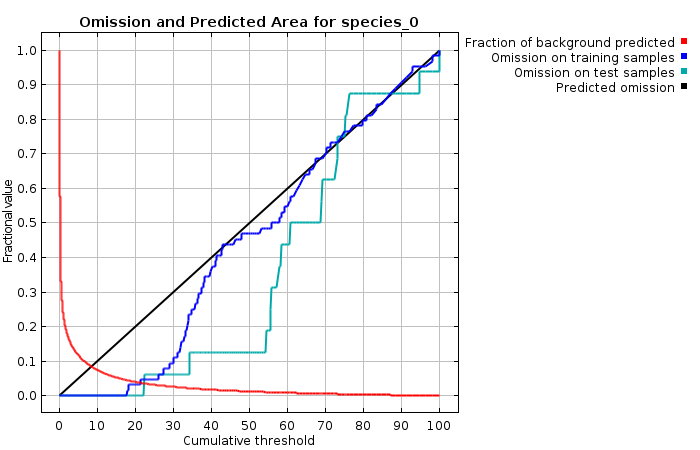 Omission and Predicted Area for species_0
Fraction of background predicted
Omission on training samples
Omission on test samples
Predicted omission
Fractional value
1.0
0.9
0.8
0.7
0.6
0.5
0.4
0.3
0.2
0.1
0.0
0 10 20 30 40 50 60 70 80 90 100
Cumulative threshold